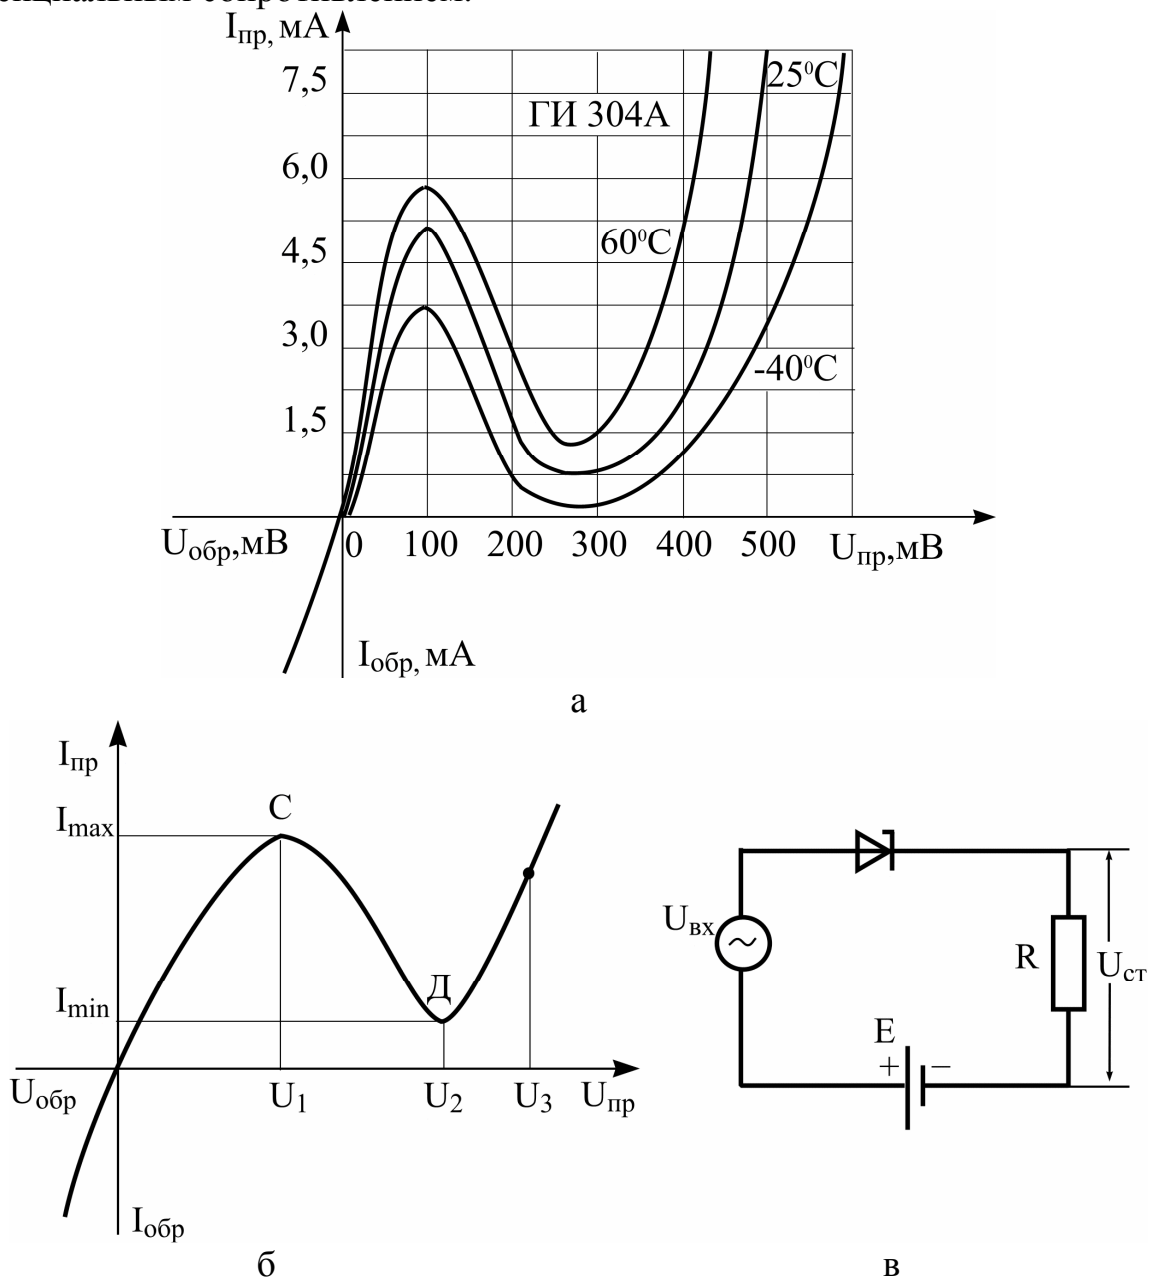 циальным сопротивлением.
Iпр, мА
7,5
25⁰С
ГИ 304А
6,0
60⁰С
4,5
3,0
-40⁰С
1,5
Uобр,мВ
0 100 200 300 400 500
Uпр,мВ
Iобр, мА
а
Iпр
С
Imax
Д
Imin
Uобр
U1
U2
U3
Uпр
Iобр
б
Uвх
R
Uст
E
+
−
в